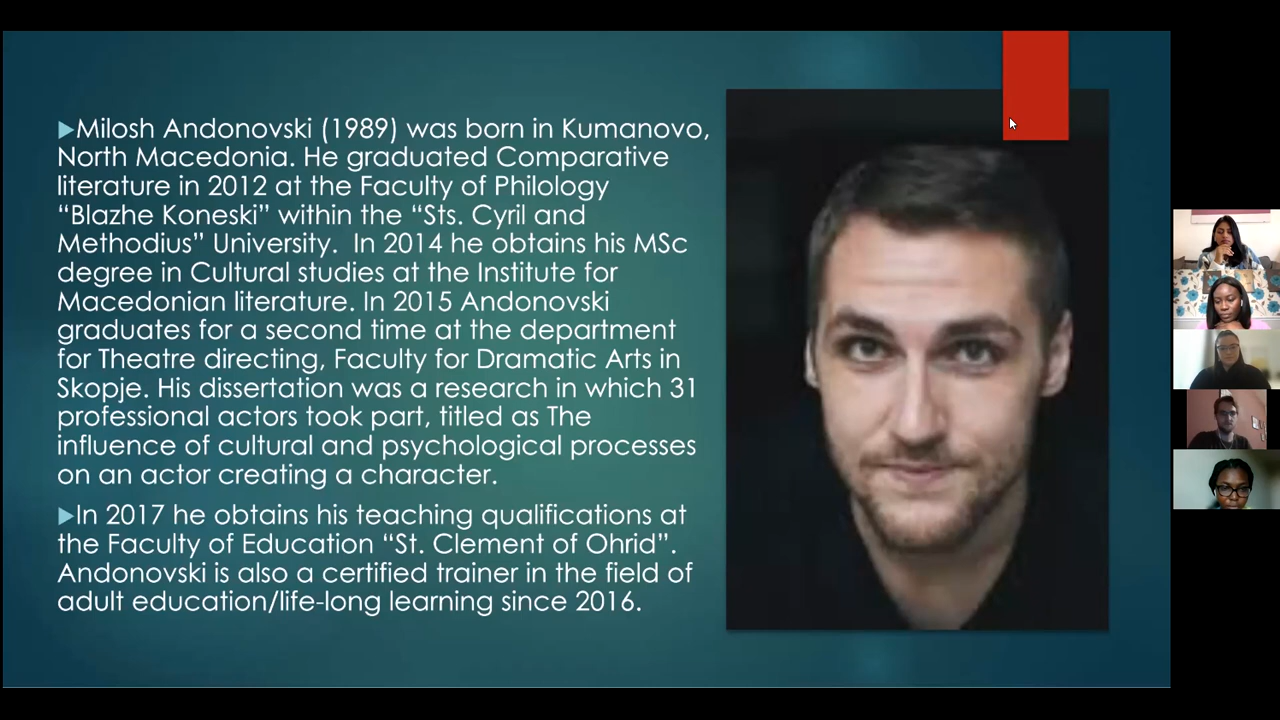 ▶Milosh Andonovski (1989) was born in Kumanovo,
North Macedonia. He graduated Comparative
literature in 2012 at the Faculty of Philology
“Blazhe Koneski” within the “Sts. Cyril and
Methodius” University.  In 2014 he obtains his MSc
degree in Cultural studies at the Institute for
Macedonian literature. In 2015 Andonovski
graduates for a second time at the department
for Theatre directing, Faculty for Dramatic Arts in
Skopje. His dissertation was a research in which 31
professional actors took part, titled as The
influence of cultural and psychological processes
on an actor creating a character.
▶In 2017 he obtains his teaching qualifications at
the Faculty of Education “St. Clement of Ohrid”.
Andonovski is also a certified trainer in the field of
adult education/life-long learning since 2016.